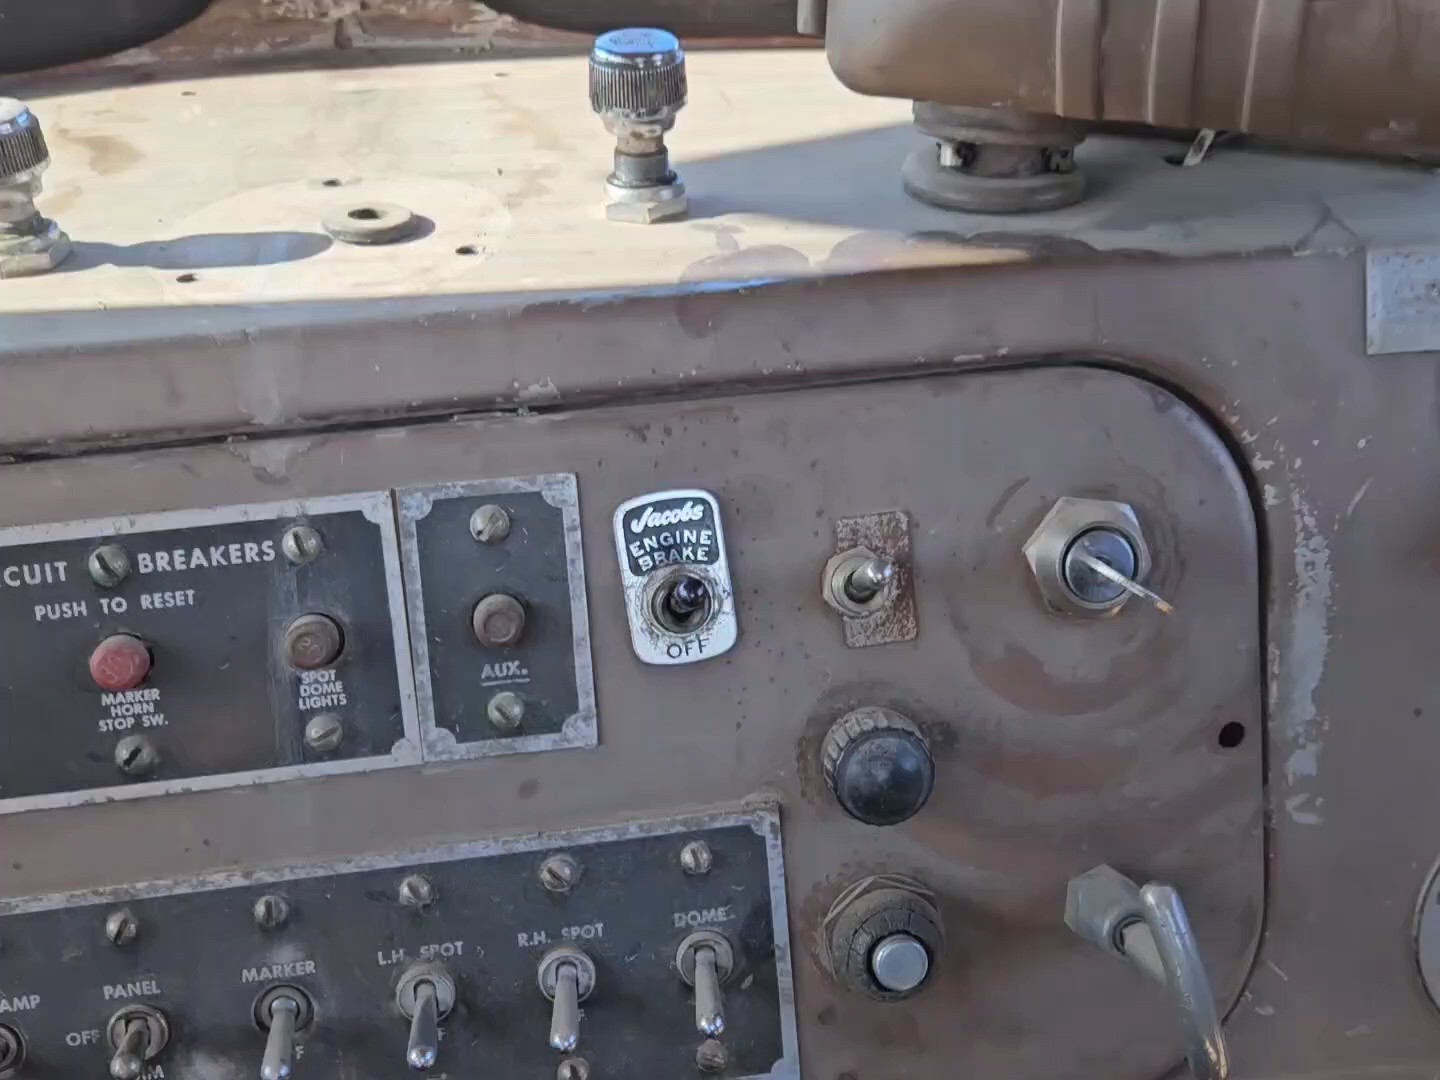 CUIT BREAKERS
PUSH TO RESET
MARKER
HORN
STOP SW.
SPOT
DOME
LIGHTS
AUX.
Jacobs
ENGINE
BRAKE
OFF
AMP
PANEL
OFF
MARKER
L.H. SPOT
R.H. SPOT
DOME